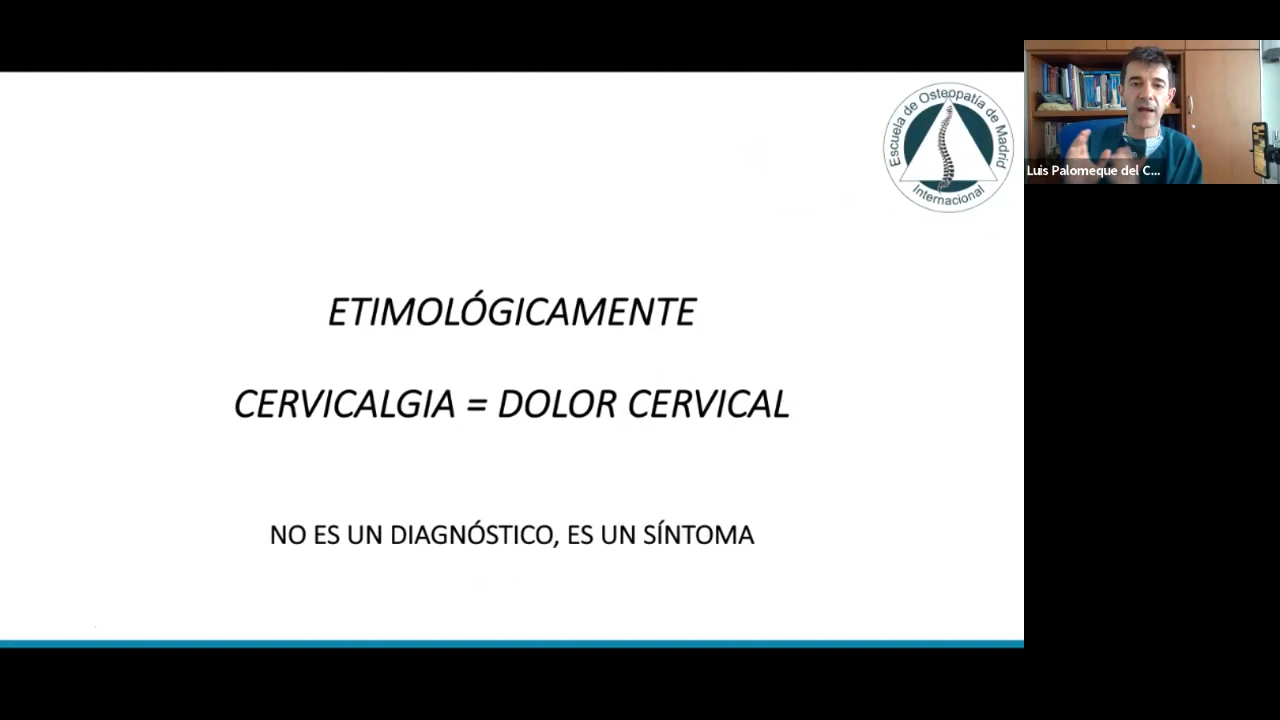 Escuela de Osteopatía de Madrid
Internacional
Luis Palomeque del C...
ETIMOLÓGICAMENTE
CERVICALGIA = DOLOR CERVICAL
NO ES UN DIAGNÓSTICO, ES UN SÍNTOMA